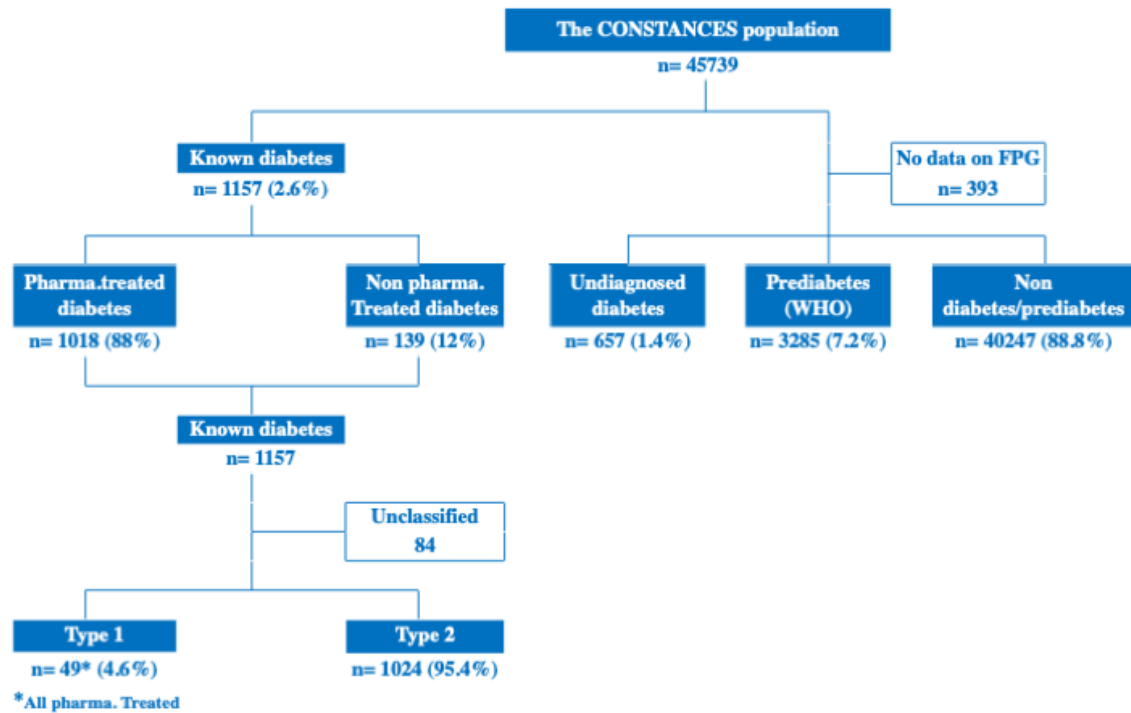 The CONSTANCES population
n= 45739
Known diabetes
n= 1157 (2.6%)
No data on FPG
n= 393
Pharma.treated
diabetes
n= 1018 (88%)
Non pharma.
Treated diabetes
n= 139 (12%)
Undiagnosed
diabetes
n= 657 (1.4%)
Prediabetes
(WHO)
n= 3285 (7.2%)
Non
diabetes/prediabetes
n= 40247 (88.8%)
Known diabetes
n= 1157
Unclassified
84
Type 1
n= 49* (4.6%)
Type 2
n= 1024 (95.4%)
*All pharma. Treated